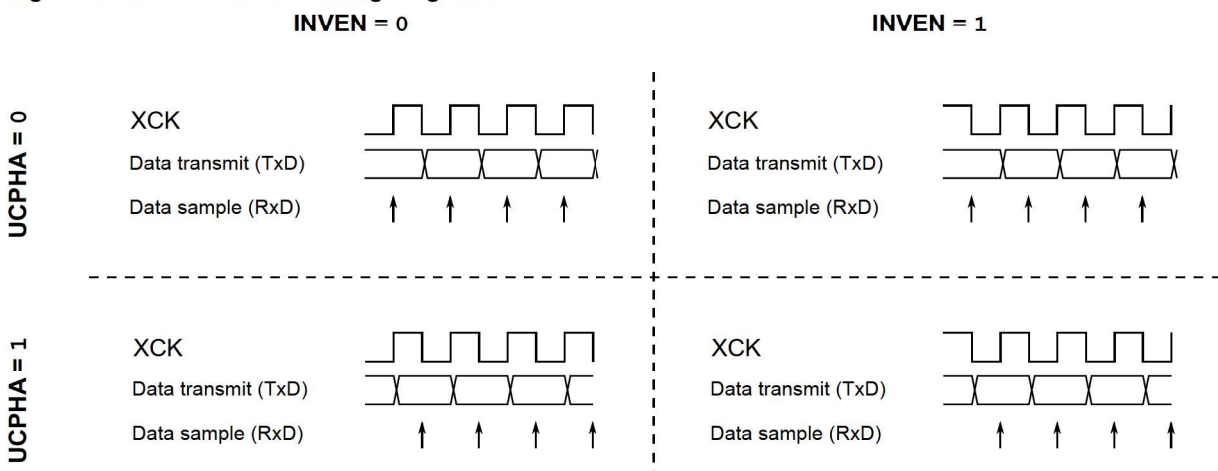 INVEN = 0
INVEN = 1
UCPHA = 0
XCK
Data transmit (TxD)
Data sample (RxD)
XCK
Data transmit (TxD)
Data sample (RxD)
UCPHA = 1
XCK
Data transmit (TxD)
Data sample (RxD)
XCK
Data transmit (TxD)
Data sample (RxD)